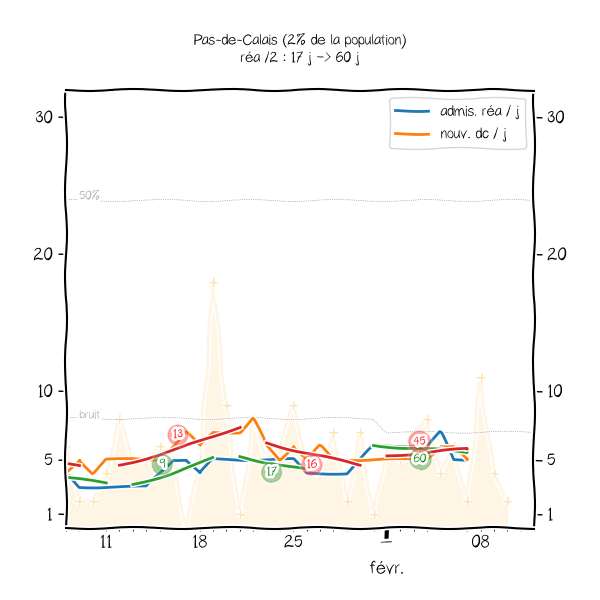 Pas-de-Calais (2% de la population)
réa /2 : 17 j -> 60 j
admis. réa / j
nouv. dc / j
30 30
50%
20 20
10 10
bruit
13 45
9 17 16 60
5 5
1 1
11 18 25 1 08
févr.